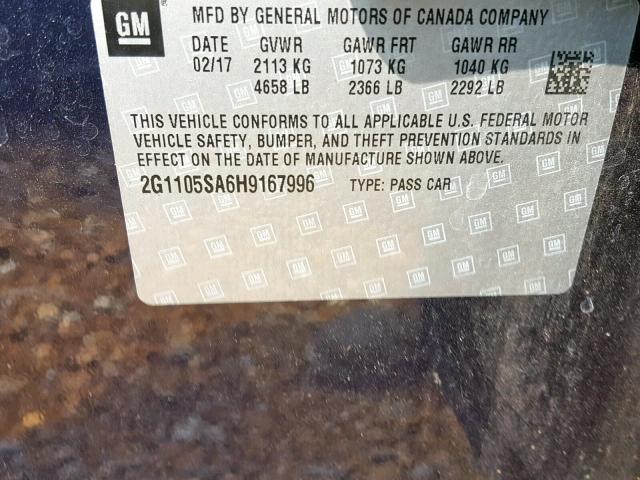 GM
MFD BY GENERAL MOTORS OF CANADA COMPANY
DATE GVWR GAWR FRT GAWR RR
02/17 2113 KG 1073 KG 1040 KG
4658 LB 2366 LB 2292 LB
THIS VEHICLE CONFORMS TO ALL APPLICABLE U.S. FEDERAL MOTOR
VEHICLE SAFETY, BUMPER, AND THEFT PREVENTION STANDARDS IN
EFFECT ON THE DATE OF MANUFACTURE SHOWN ABOVE.
2G1105SA6H9167996 TYPE: PASS CAR